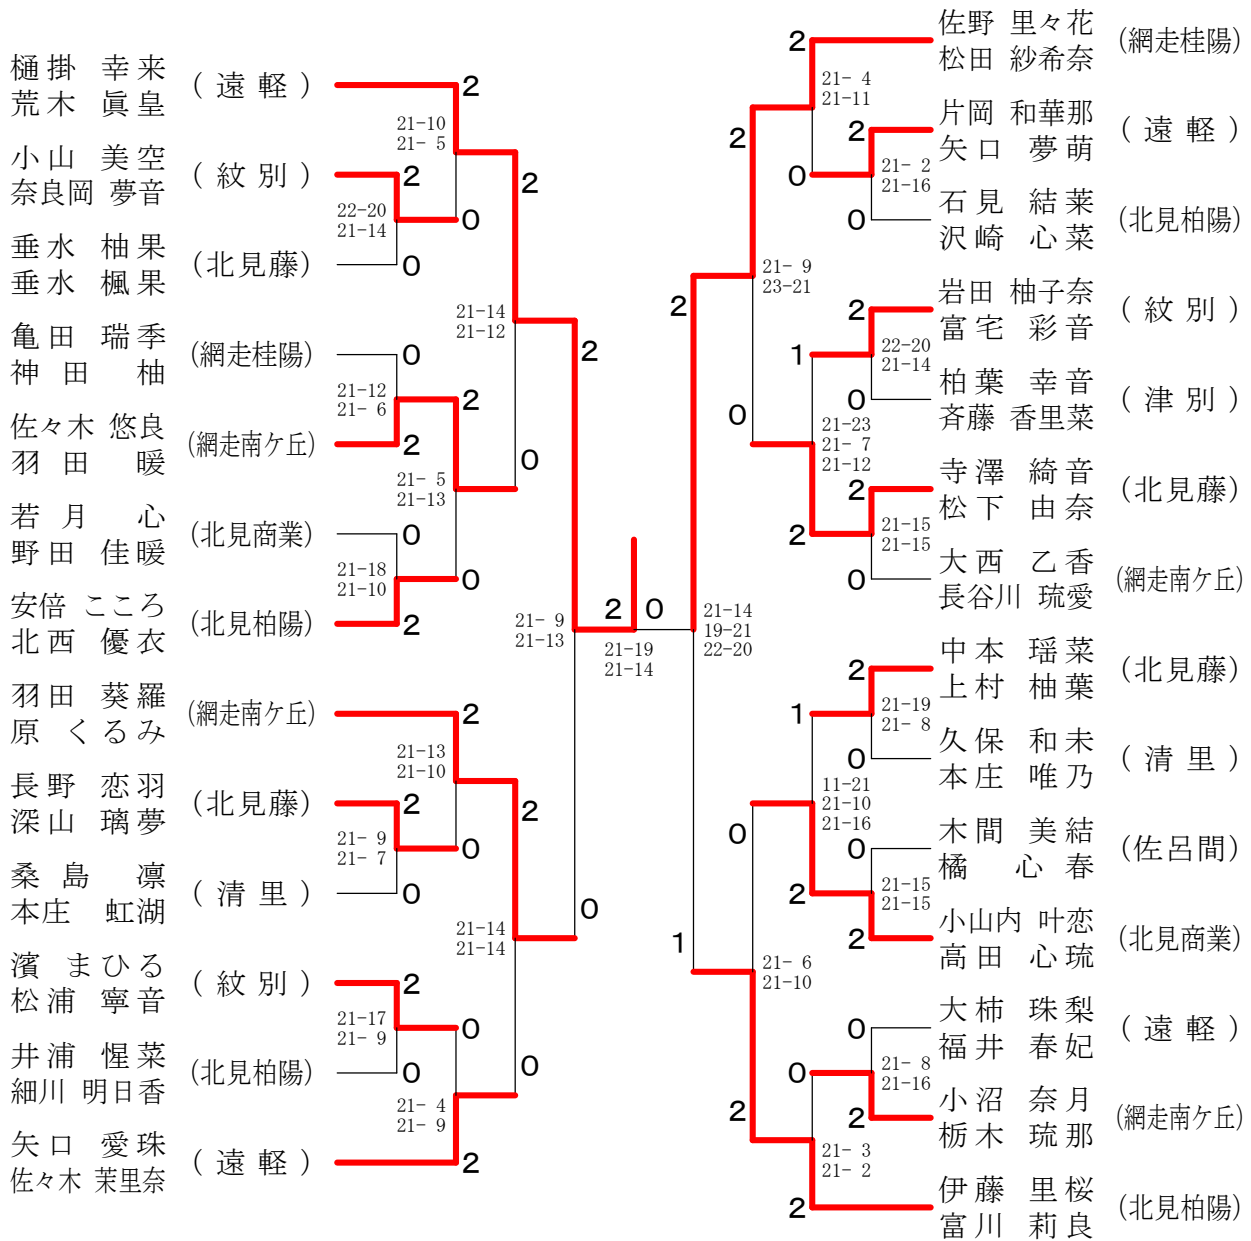 樋掛 幸来
荒木 眞皇
(遠軽)
2
21-10
21- 5
小山 美空
奈良岡 夢音
(紋別)
2
22-20
21-14
0
垂水 柚果
垂水 楓果
(北見藤)
0
2
亀田 瑞季
神田 柚
(網走桂陽)
0
21-14
21-12
21-12
21- 6
2
佐々木 悠良
羽田 暖
(網走南ケ丘)
2
21- 5
21-13
0
若月 心
野田 佳暖
(北見商業)
0
21-18
21-10
0
安倍 こころ
北西 優衣
(北見柏陽)
2
2
21- 9
21-13
羽田 葵羅
原 くるみ
(網走南ケ丘)
2
21-13
21-10
長野 恋羽
深山 璃夢
(北見藤)
2
21- 9
21- 7
0
桑島 凛
本庄 虹湖
(清里)
0
2
21-14
21-14
0
濱 まひる
松浦 寧音
(紋別)
2
21-17
21- 9
0
井浦 惺菜
細川 明日香
(北見柏陽)
0
0
21- 4
21- 9
矢口 愛珠
佐々木 茉里奈
(遠軽)
2
2
0
21-19
21-14
佐野 里々花
松田 紗希奈
(網走桂陽)
2
21- 4
21-11
片岡 和華那
矢口 夢萌
(遠軽)
2
21- 2
21-16
0
石見 結菜
沢崎 心菜
(北見柏陽)
0
2
21- 9
23-21
2
岩田 柚子奈
富宅 彩音
(紋別)
2
22-20
21-14
1
柏葉 幸音
斉藤 香里菜
(津別)
0
0
21-23
21- 7
21-12
寺澤 綺音
松下 由奈
(北見藤)
2
21-15
21-15
2
大西 乙香
長谷川 琉愛
(網走南ケ丘)
0
21-14
19-21
22-20
中本 瑶菜
上村 柚葉
(北見藤)
2
21-19
21- 8
1
久保 和未
本庄 唯乃
(清里)
0
11-21
21-10
21-16
0
木間 美結
橘 心春
(佐呂間)
0
21-15
21-15
2
小山内 叶恋
高田 心琉
(北見商業)
2
1
21- 6
21-10
大柿 珠梨
福井 春妃
(遠軽)
0
21- 8
21-16
0
小沼 奈月
栃木 琉那
(網走南ケ丘)
2
2
21- 3
21- 2
伊藤 里桜
富川 莉良
(北見柏陽)
2